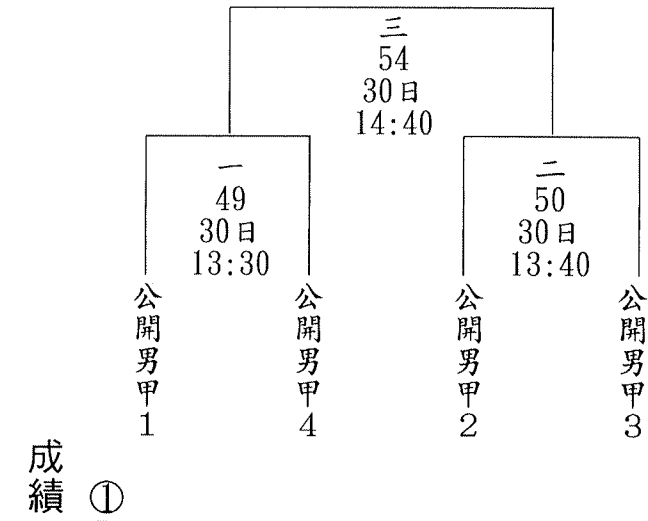 三
54
30日
14:40
一
49
30日
13:30
二
50
30日
13:40
公開男甲1
公開男甲4
公開男甲2
公開男甲3
成績 ①